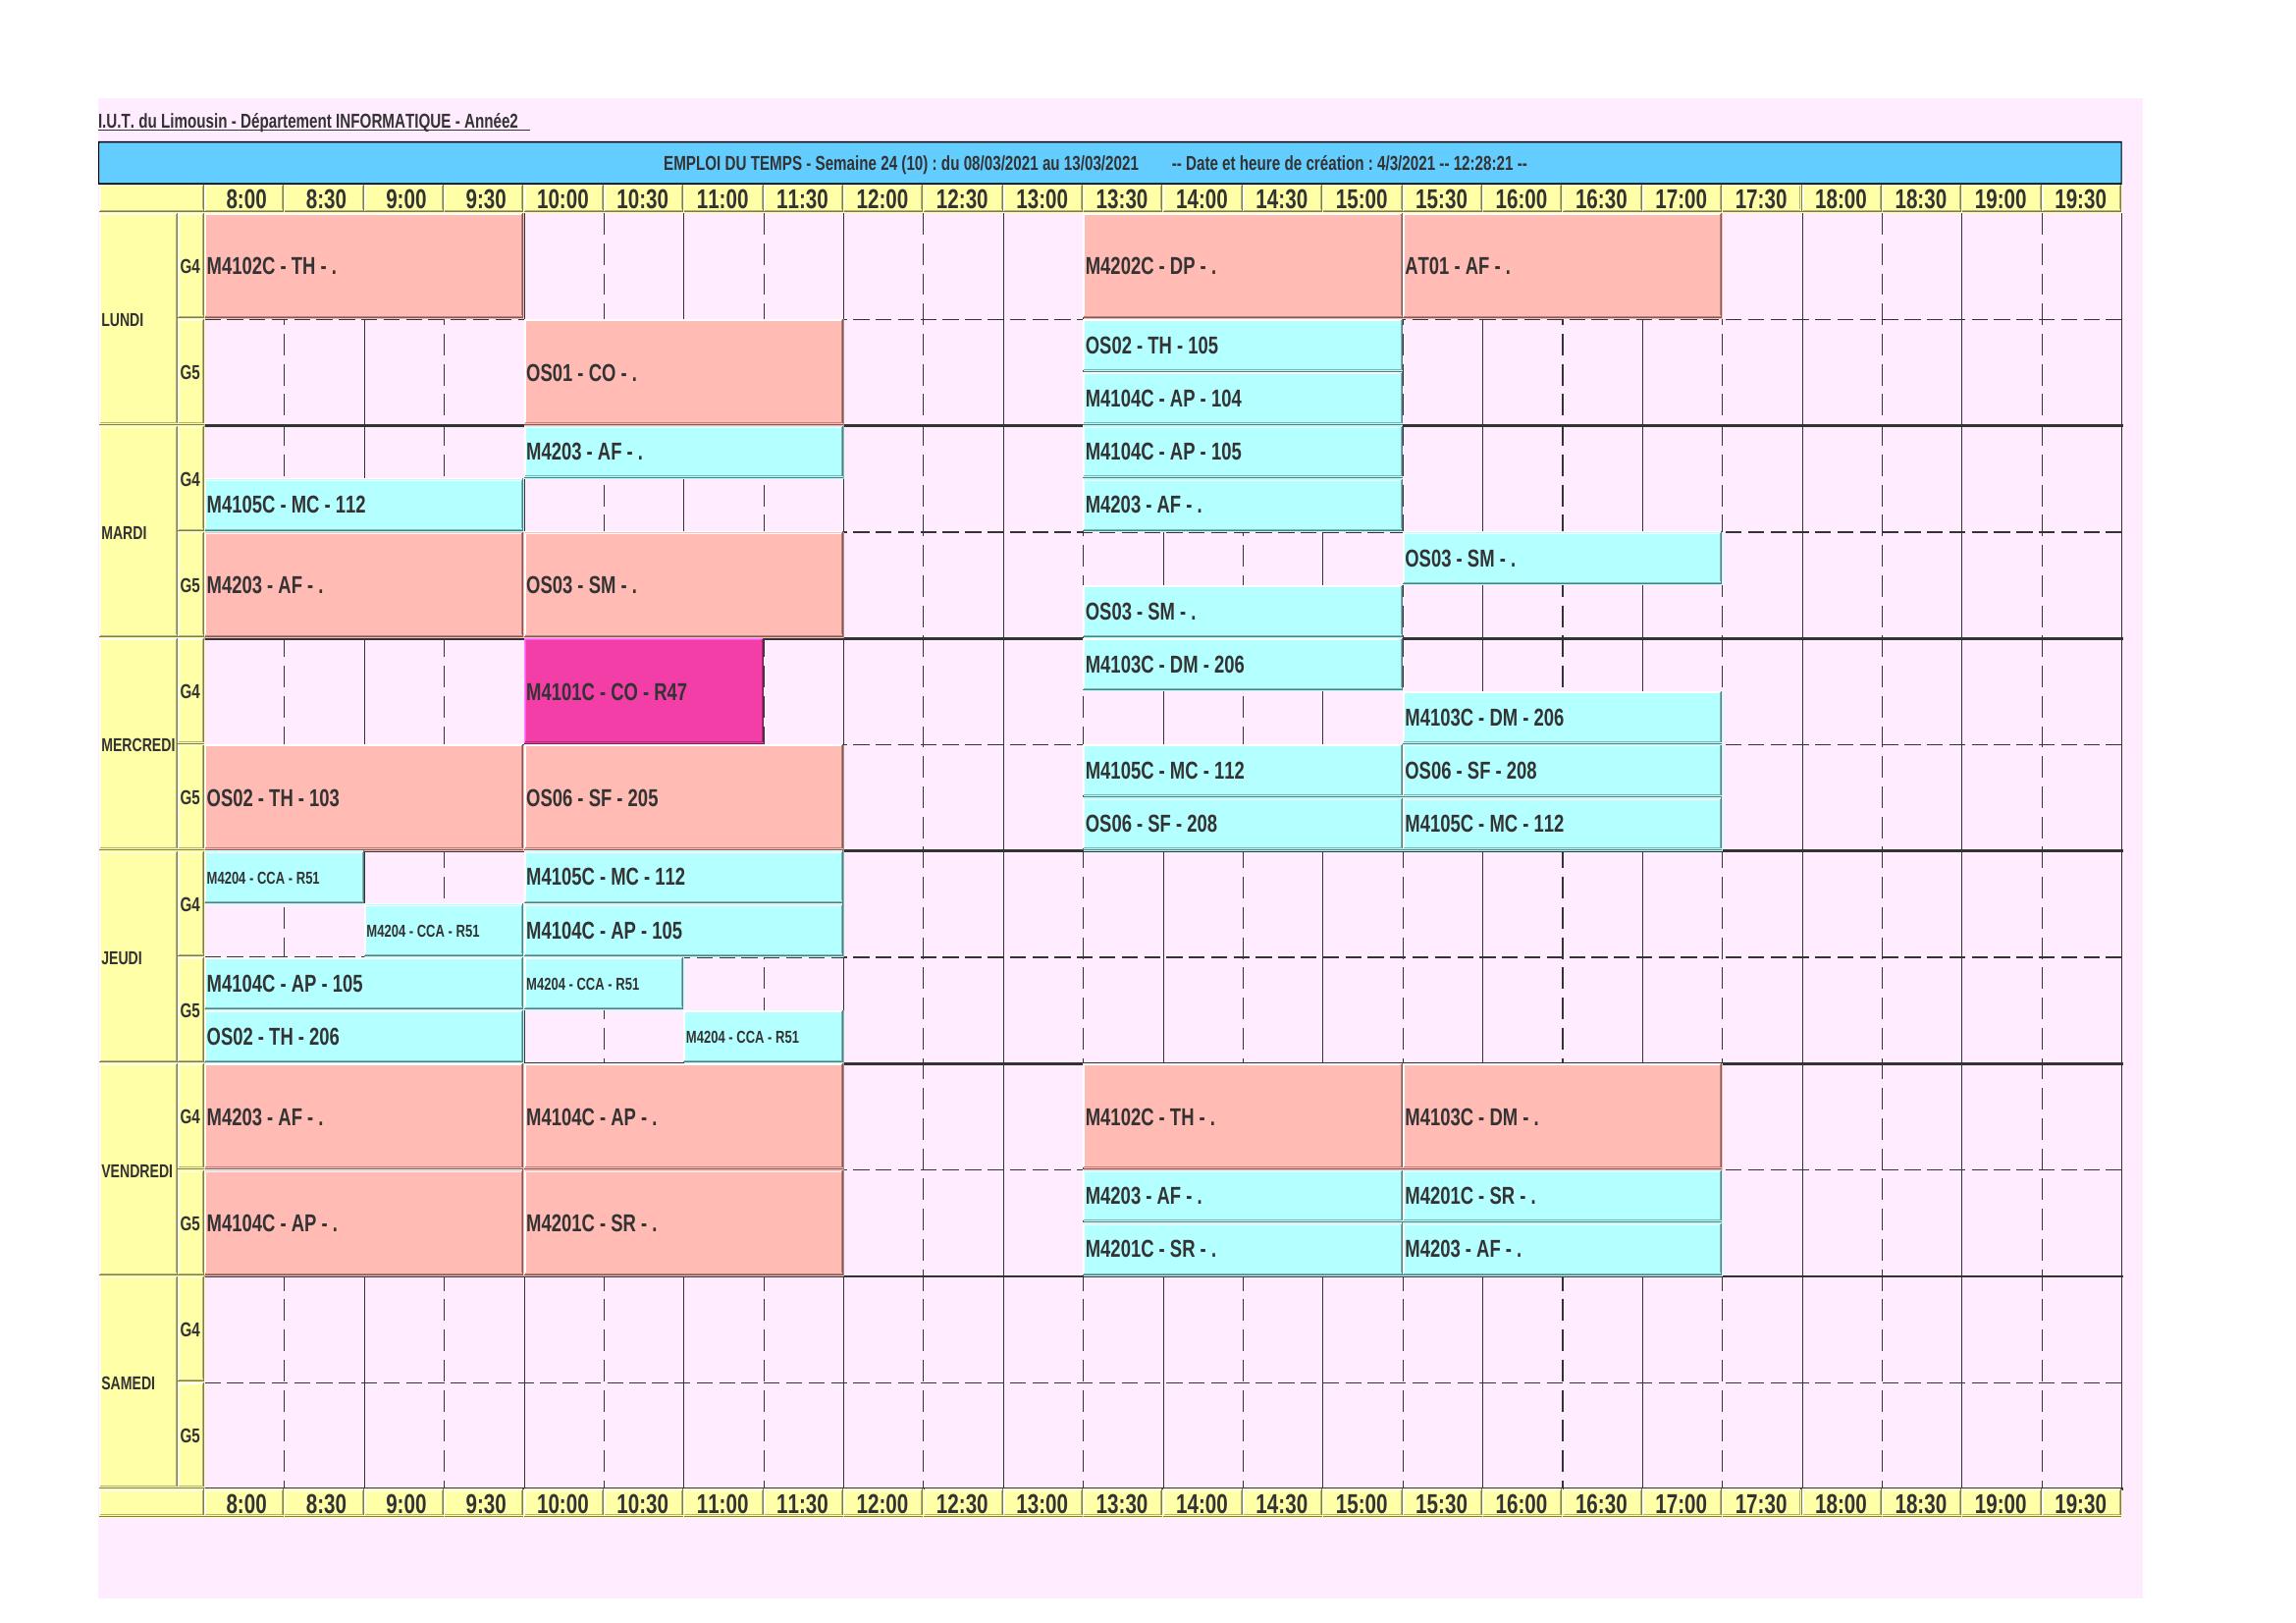 I.U.T. du Limousin - Département INFORMATIQUE - Année2
EMPLOI DU TEMPS - Semaine 24 (10) : du 08/03/2021 au 13/03/2021 -- Date et heure de création : 4/3/2021 -- 12:28:21 --
8:00 8:30 9:00 9:30 10:00 10:30 11:00 11:30 12:00 12:30 13:00 13:30 14:00 14:30 15:00 15:30 16:00 16:30 17:00 17:30 18:00 18:30 19:00 19:30
LUNDI
G4 M4102C - TH - . M4202C - DP - . AT01 - AF - .
G5 OS01 - CO - . OS02 - TH - 105
M4104C - AP - 104
MARDI
G4 M4203 - AF - . M4104C - AP - 105
M4105C - MC - 112 M4203 - AF - .
G5 M4203 - AF - . OS03 - SM - . OS03 - SM - .
OS03 - SM - .
MERCREDI
G4 M4101C - CO - R47 M4103C - DM - 206
M4103C - DM - 206
G5 OS02 - TH - 103 OS06 - SF - 205 M4105C - MC - 112 OS06 - SF - 208
OS06 - SF - 208 M4105C - MC - 112
JEUDI
G4 M4204 - CCA - R51 M4105C - MC - 112
M4204 - CCA - R51 M4104C - AP - 105
G5 M4104C - AP - 105 M4204 - CCA - R51
OS02 - TH - 206 M4204 - CCA - R51
VENDREDI
G4 M4203 - AF - . M4104C - AP - . M4102C - TH - . M4103C - DM - .
G5 M4104C - AP - . M4201C - SR - . M4203 - AF - . M4201C - SR - .
M4201C - SR - . M4203 - AF - .
SAMEDI
G4
G5
8:00 8:30 9:00 9:30 10:00 10:30 11:00 11:30 12:00 12:30 13:00 13:30 14:00 14:30 15:00 15:30 16:00 16:30 17:00 17:30 18:00 18:30 19:00 19:30